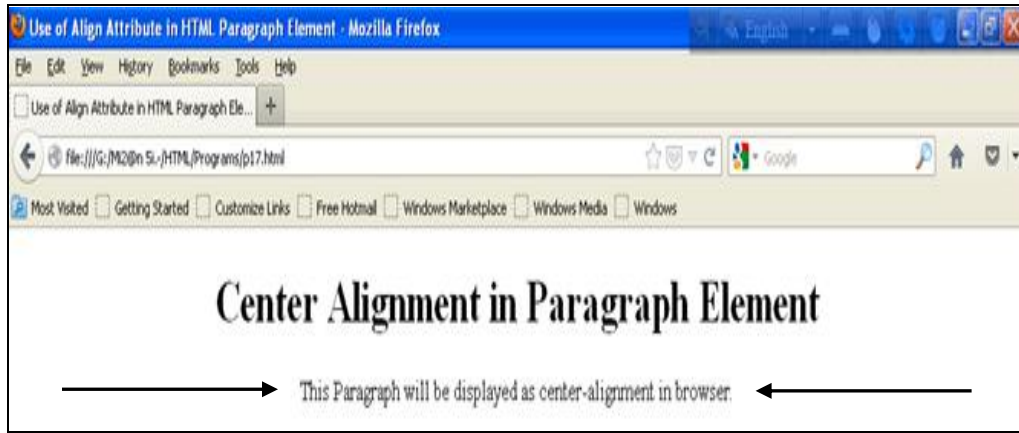 Use of Align Attribute in HTML Paragraph Element - Mozilla Firefox
English
File Edit View History Bookmarks Tools Help
Use of Align Attribute in HTML Paragraph Ele... +
file:///G:/M2@n 5L-/HTML/Programs/p17.html
Google
Most Visited Getting Started Customize Links Free Hotmail Windows Marketplace Windows Media Windows
Center Alignment in Paragraph Element
This Paragraph will be displayed as center-alignment in browser.